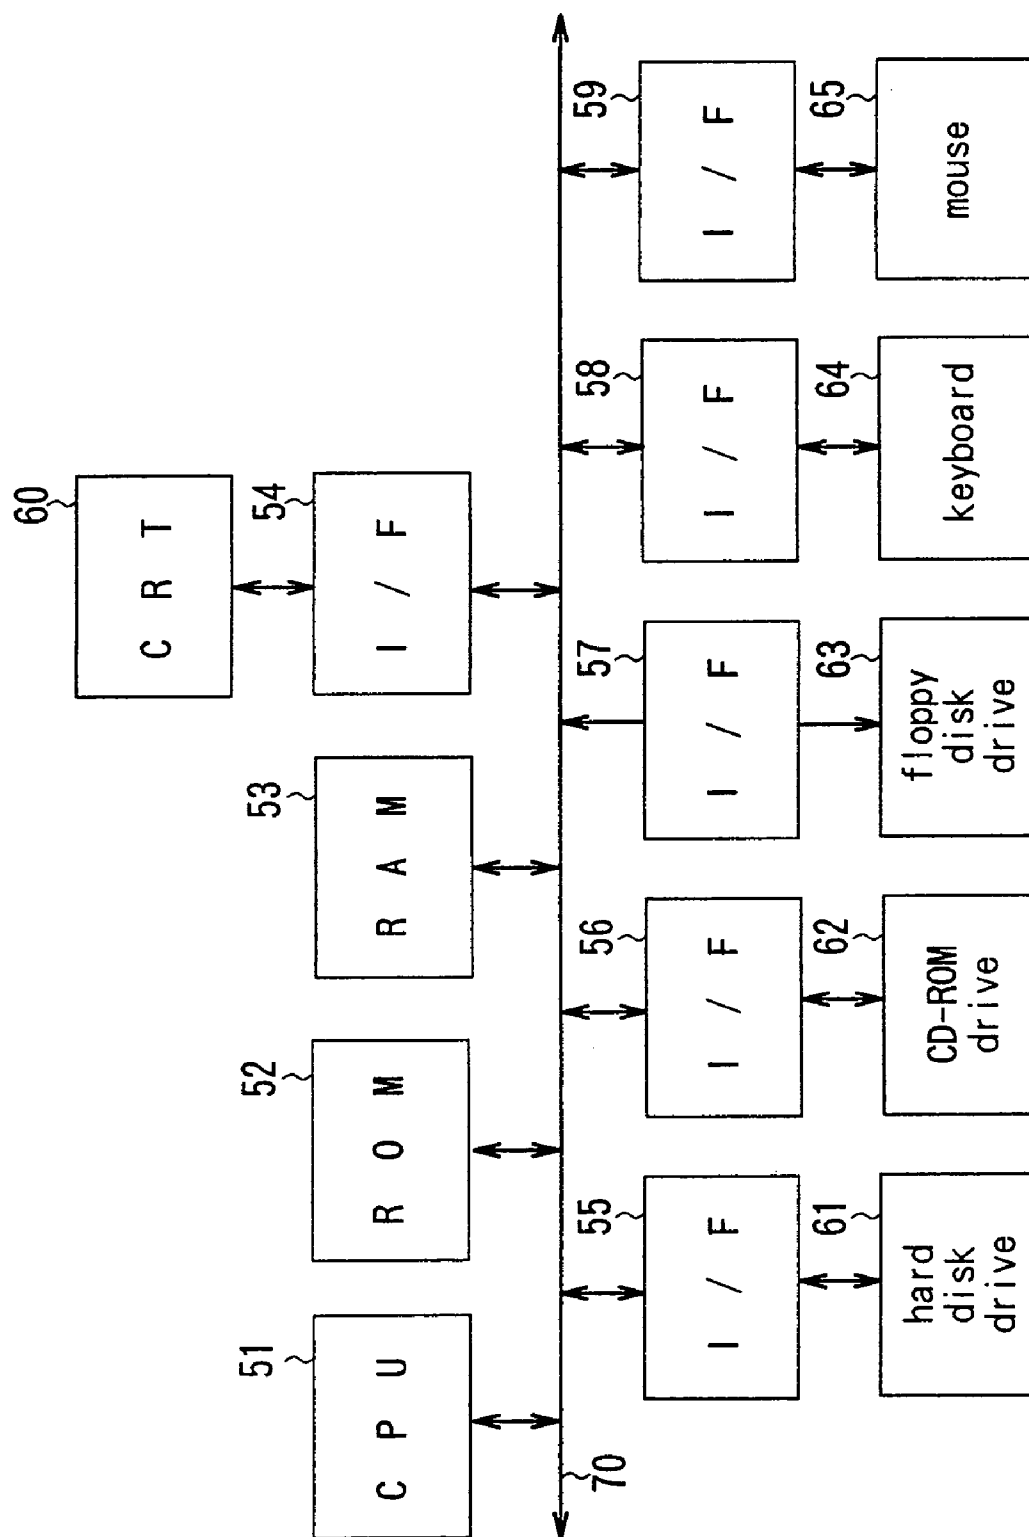 60
C R T
51
C P U
52
R O M
53
R A M
54
I / F
70
55
I / F
56
I / F
57
I / F
58
I / F
59
I / F
61
hard
disk
drive
62
CD-ROM
drive
63
floppy
disk
drive
64
keyboard
65
mouse